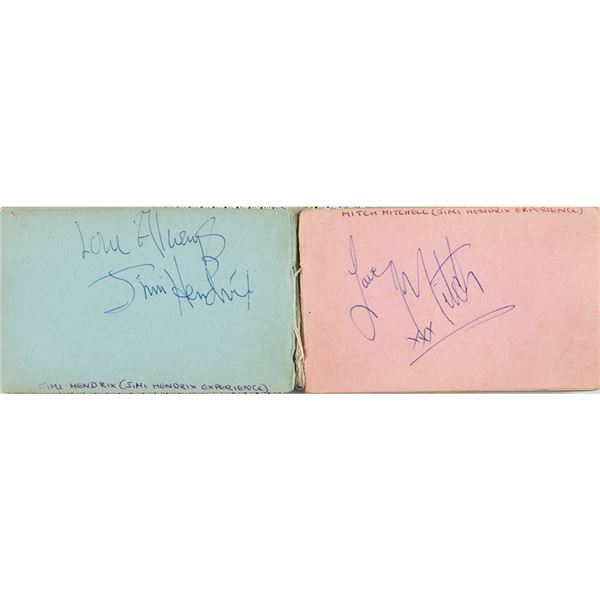 Love Always
Jimi Hendrix
JIMI HENDRIX (JIMI HENDRIX EXPERIENCE)
MITCH MITCHELL (JIMI HENDRIX EXPERIENCE)
Love
Mitch
xxx